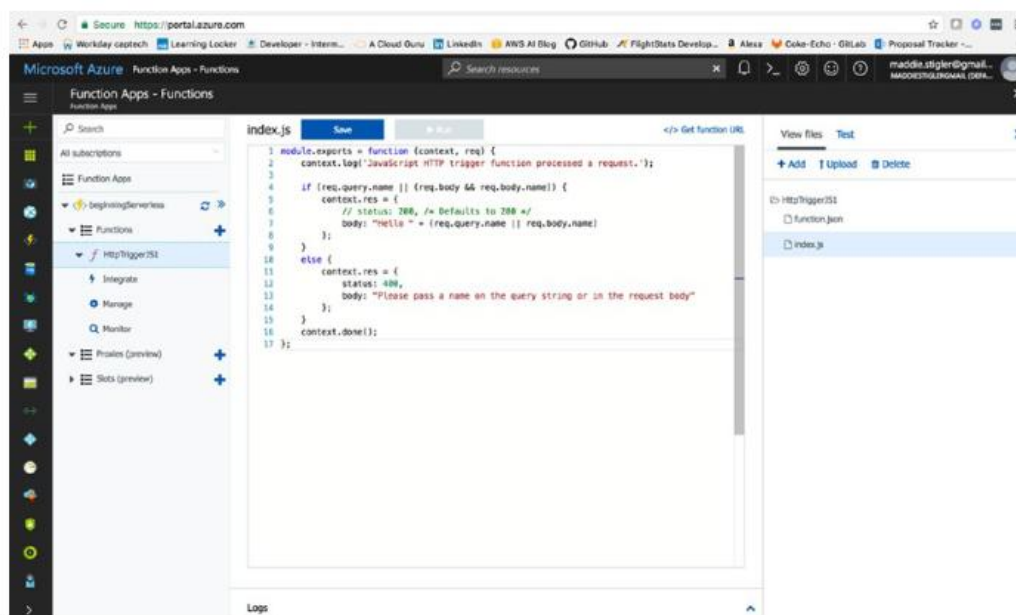 Secure https://portal.azure.com
Apps Workday captech Learning Locker Developer - Interm... A Cloud Guru LinkedIn AWS AI Blog GitHub FlightStats Develop... Alexa Coke-Echo · GitLab Proposal Tracker -...
Microsoft Azure Function Apps - Functions
Search resources
maddie.stigler@gmail...
MADDIESTIGLERGMAIL (DEFA...
Function Apps - Functions
Function Apps
Search
All subscriptions
Function Apps
beginningServerless
Functions
HttpTriggerJS1
Integrate
Manage
Monitor
Proxies (preview)
Slots (preview)
index.js Save Run </> Get function URL
1 module.exports = function (context, req) {
2 context.log('JavaScript HTTP trigger function processed a request.');
3
4 if (req.query.name || (req.body && req.body.name)) {
5 context.res = {
6 // status: 200, /* Defaults to 200 */
7 body: "Hello " + (req.query.name || req.body.name)
8 };
9 }
10 else {
11 context.res = {
12 status: 400,
13 body: "Please pass a name on the query string or in the request body"
14 };
15 }
16 context.done();
17 };
Logs
View files Test
+ Add Upload Delete
HttpTriggerJS1
function.json
index.js